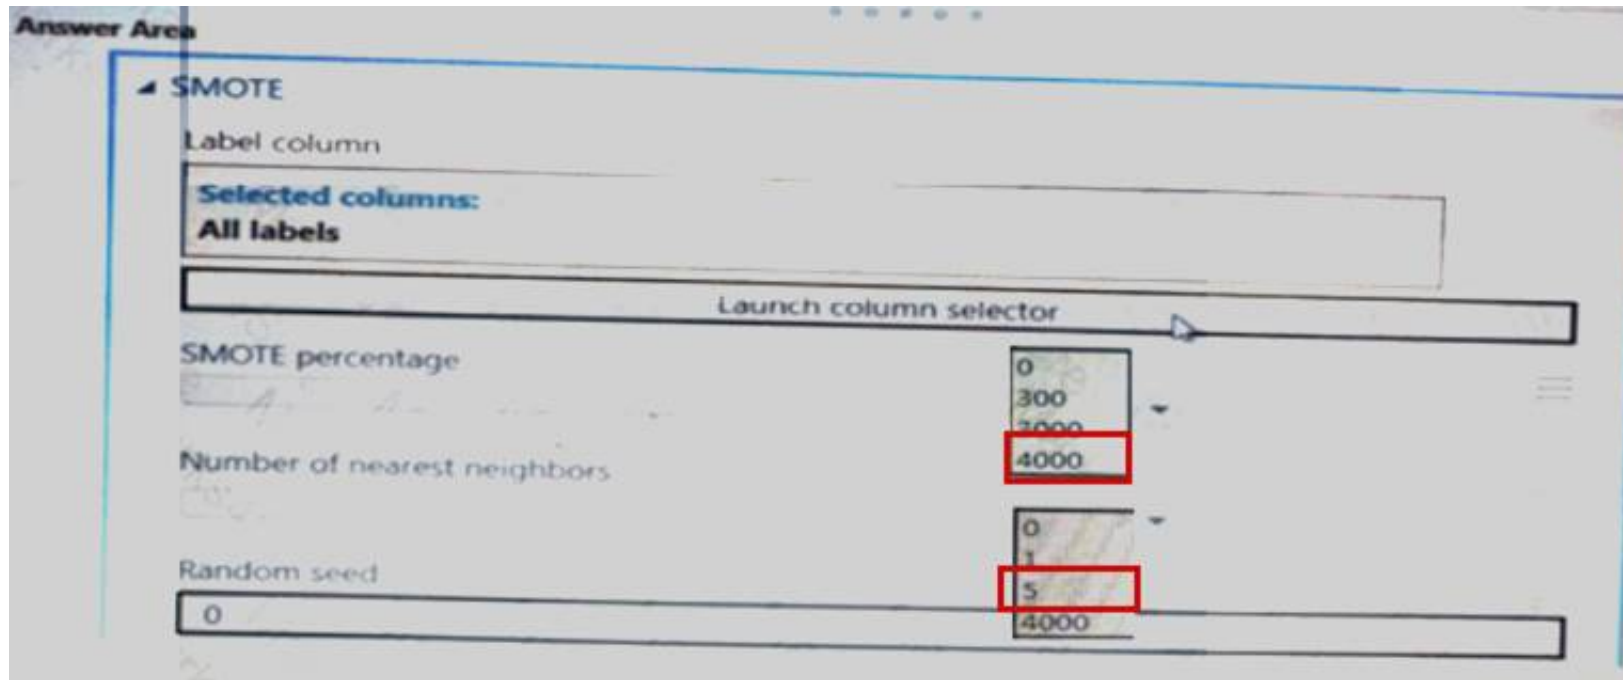 Answer Area
SMOTE
Label column
Selected columns:
All labels
Launch column selector
SMOTE percentage
0
300
3000
4000
Number of nearest neighbors
0
1
5
4000
Random seed
0